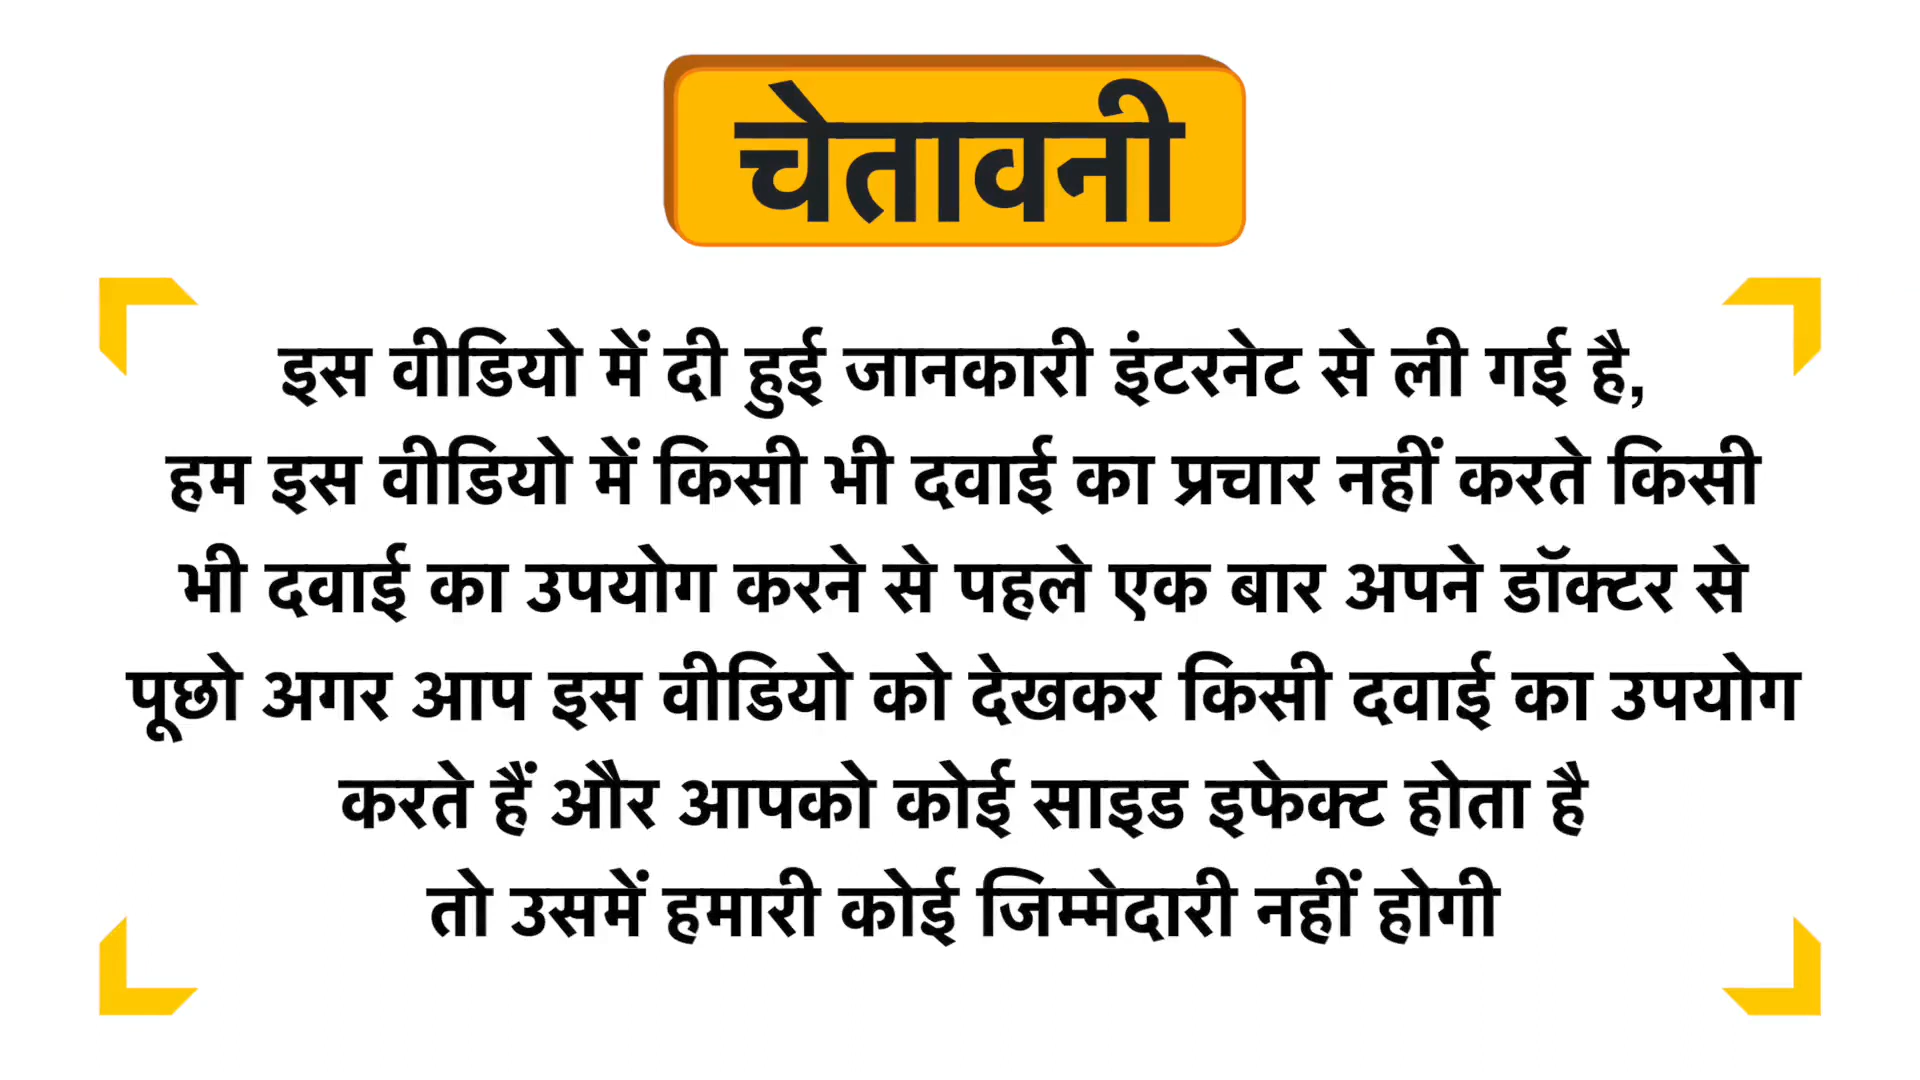 चेतावनी
इस वीडियो में दी हुई जानकारी इंटरनेट से ली गई है,
हम इस वीडियो में किसी भी दवाई का प्रचार नहीं करते किसी
भी दवाई का उपयोग करने से पहले एक बार अपने डॉक्टर से
पूछो अगर आप इस वीडियो को देखकर किसी दवाई का उपयोग
करते हैं और आपको कोई साइड इफेक्ट होता है
तो उसमें हमारी कोई जिम्मेदारी नहीं होगी